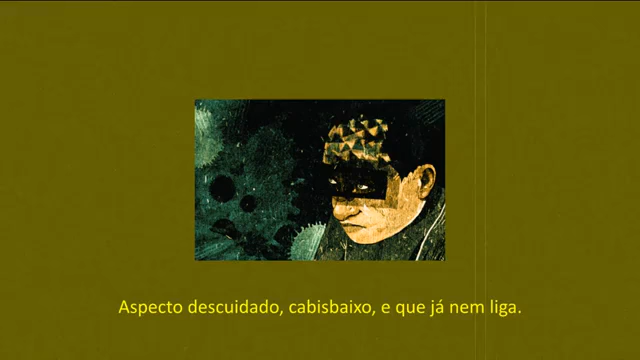 Aspecto descuidado, cabisbaixo, e que já nem liga.